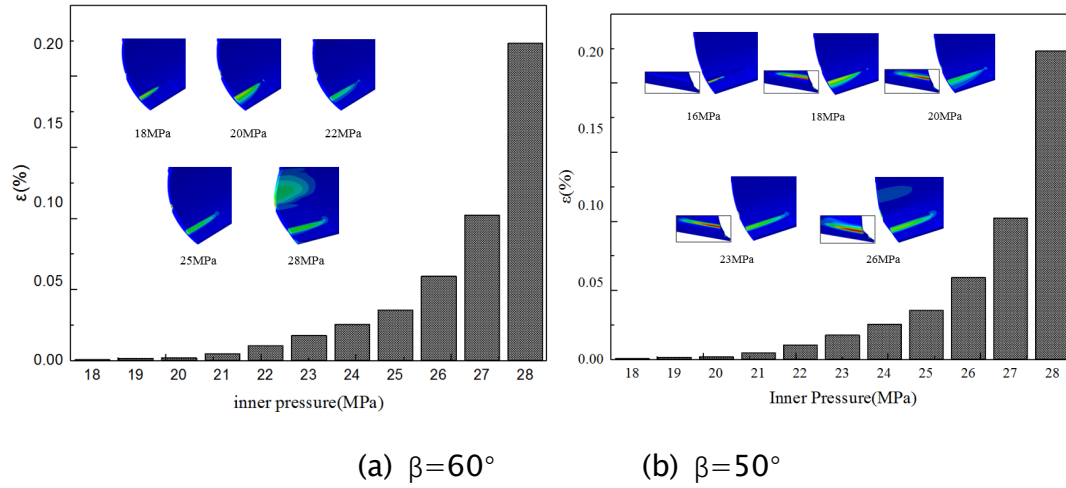 0.20
0.15
0.10
0.05
0.00
ε(%)
18MPa
20MPa
22MPa
25MPa
28MPa
18 19 20 21 22 23 24 25 26 27 28
inner pressure(MPa)
0.20
0.15
0.10
0.05
0.00
ε(%)
16MPa
18MPa
20MPa
23MPa
26MPa
18 19 20 21 22 23 24 25 26 27 28
Inner Pressure(MPa)
(a) β=60°
(b) β=50°